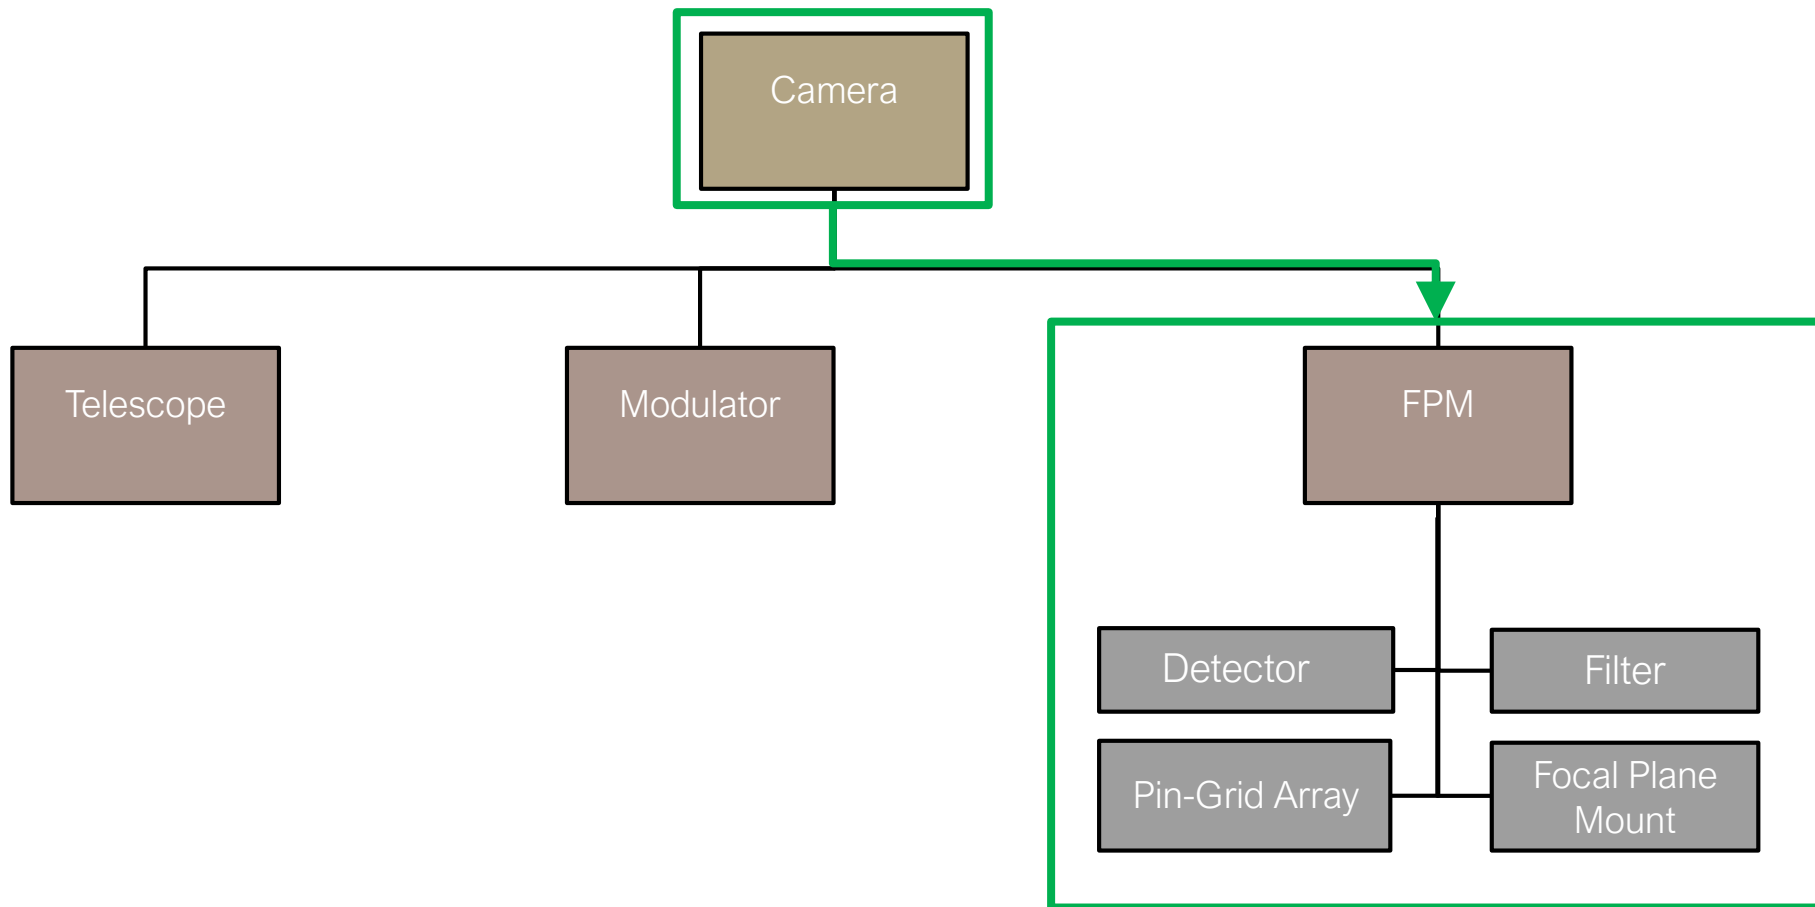 Camera
Telescope
Modulator
FPM
Detector
Filter
Pin-Grid Array
Focal Plane
Mount